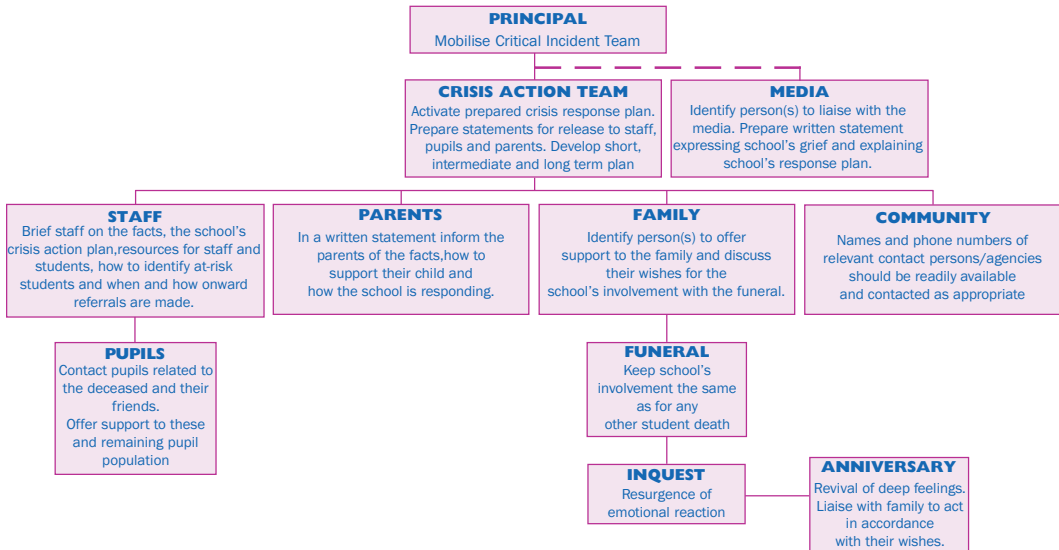 PRINCIPAL
Mobilise Critical Incident Team
CRISIS ACTION TEAM
Activate prepared crisis response plan.
Prepare statements for release to staff,
pupils and parents. Develop short,
intermediate and long term plan
MEDIA
Identify person(s) to liaise with the
media. Prepare written statement
expressing school's grief and explaining
school's response plan.
STAFF
Brief staff on the facts, the school's
crisis action plan,resources for staff and
students, how to identify at-risk
students and when and how onward
referrals are made.
PARENTS
In a written statement inform the
parents of the facts,how to
support their child and
how the school is responding.
FAMILY
Identify person(s) to offer
support to the family and discuss
their wishes for the
school's involvement with the funeral.
COMMUNITY
Names and phone numbers of
relevant contact persons/agencies
should be readily available
and contacted as appropriate
PUPILS
Contact pupils related to
the deceased and their
friends.
Offer support to these
and remaining pupil
population
FUNERAL
Keep school's
involvement the same
as for any
other student death
INQUEST
Resurgence of
emotional reaction
ANNIVERSARY
Revival of deep feelings.
Liaise with family to act
in accordance
with their wishes.